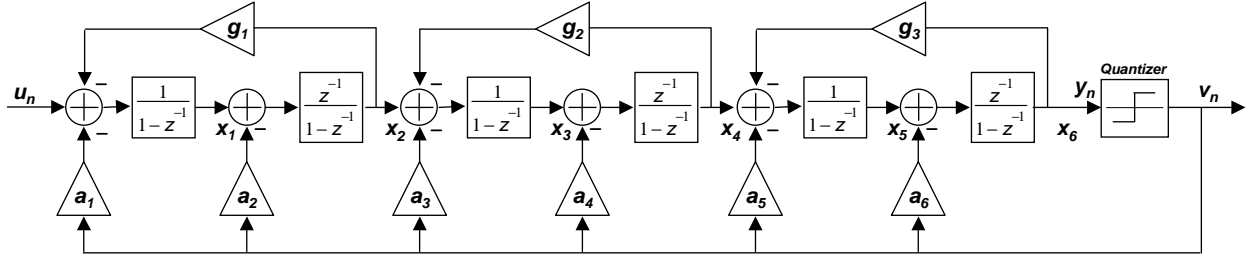 g1
g2
g3
Quantizer
un
1
1 − z−1
x1
z−1
1 − z−1
x2
1
1 − z−1
x3
z−1
1 − z−1
x4
1
1 − z−1
x5
z−1
1 − z−1
x6
yn
vn
a1
a2
a3
a4
a5
a6